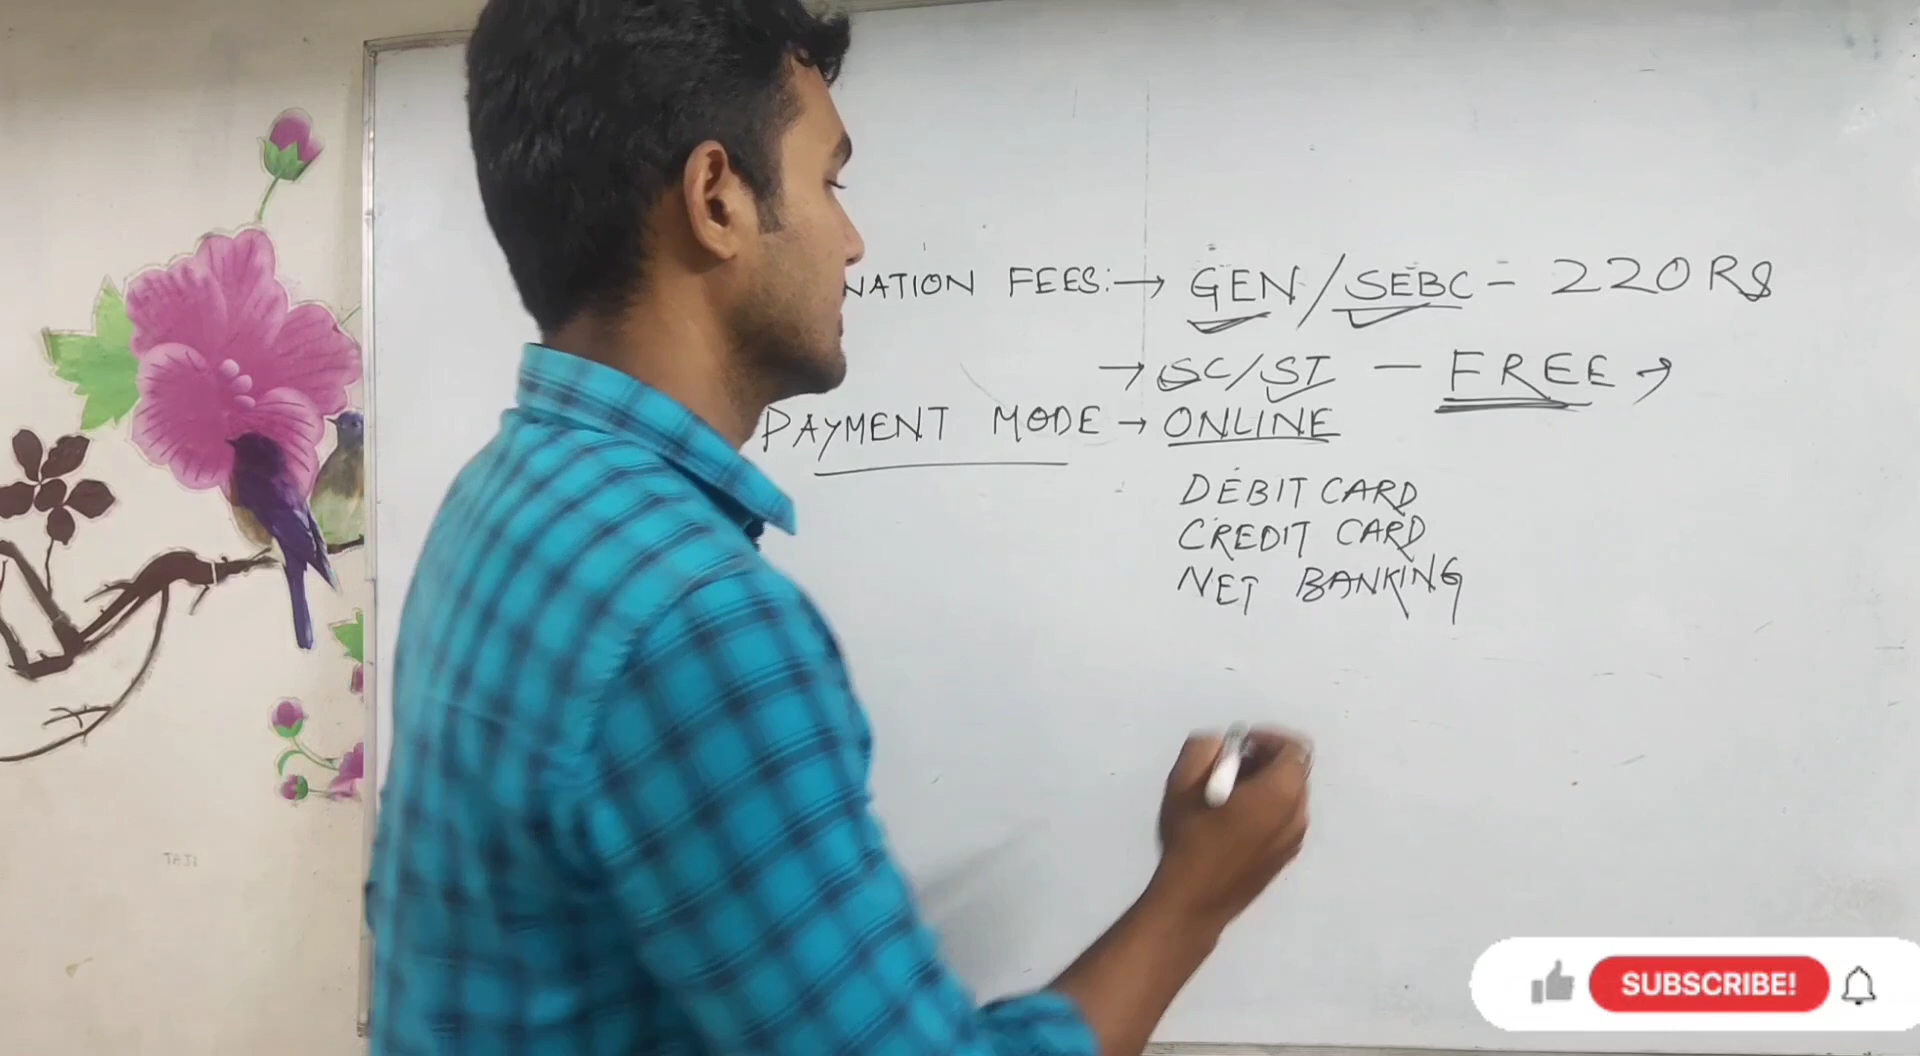 NATION FEES:→ GEN/SEBC - 220 RS
→ SC/ST - FREE →
PAYMENT MODE → ONLINE
DEBIT CARD
CREDIT CARD
NET BANKING
SUBSCRIBE!